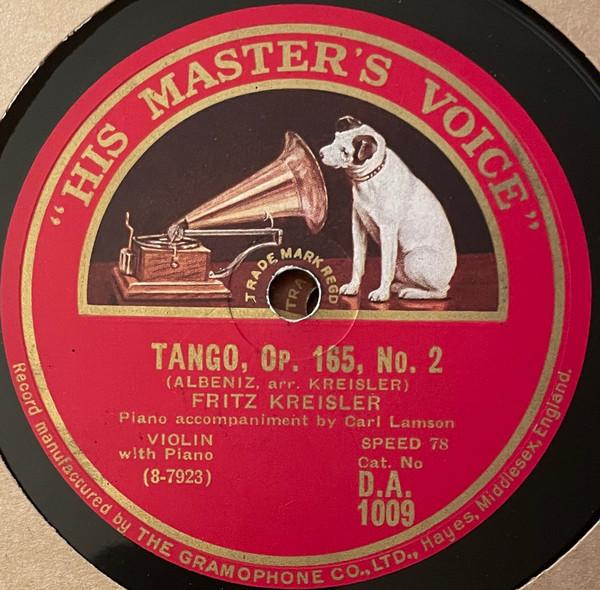 "HIS MASTER'S VOICE"
TRADE MARK REGD
TANGO, Op. 165, No. 2
(ALBENIZ, arr. KREISLER)
FRITZ KREISLER
Piano accompaniment by Carl Lamson
VIOLIN
with Piano
(8-7923)
SPEED 78
Cat. No
D.A.
1009
Record manufactured by THE GRAMOPHONE CO., LTD., Hayes, Middlesex, England.